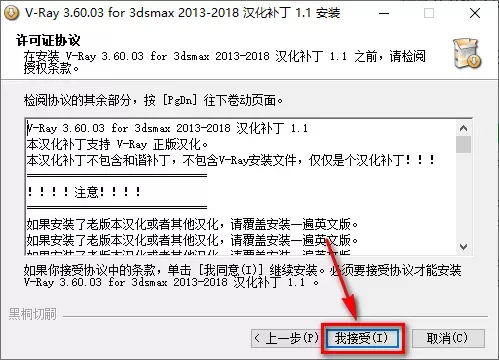 V-Ray 3.60.03 for 3dsmax 2013-2018 汉化补丁 1.1 安装
许可证协议
在安装 V-Ray 3.60.03 for 3dsmax 2013-2018 汉化补丁 1.1 之前，请检阅
授权条款。
检阅协议的其余部分，按 [PgDn] 往下卷动页面。
V-Ray 3.60.03 for 3dsmax 2013-2018 汉化补丁 1.1
本汉化补丁支持 V-Ray 正版汉化。
本汉化补丁不包含和谐补丁，不包含V-Ray安装文件，仅仅是个汉化补丁！！！
！！！！注意！！！！
如果安装了老版本汉化或者其他汉化，请覆盖安装一遍英文版。
如果安装了老版本汉化或者其他汉化，请覆盖安装一遍英文版。
如果安装了老版本汉化或者其他汉化，请覆盖安装一遍英文版。
如果你接受协议中的条款，单击 [我同意(I)] 继续安装。必须要接受协议才能安装
V-Ray 3.60.03 for 3dsmax 2013-2018 汉化补丁 1.1 。
黑桐切嗣
< 上一步(P)
我接受(I)
取消(C)